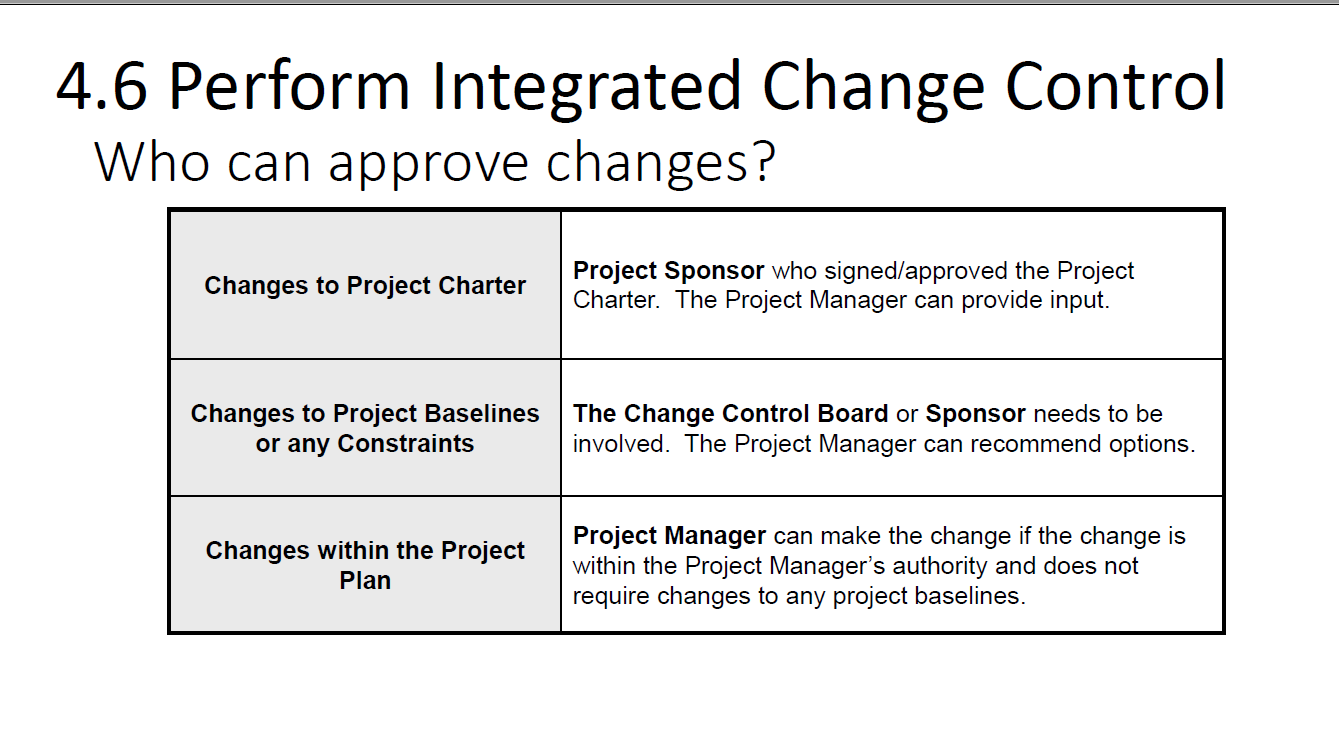 4.6 Perform Integrated Change Control
Who can approve changes?
Changes to Project Charter
Project Sponsor who signed/approved the Project
Charter.  The Project Manager can provide input.
Changes to Project Baselines
or any Constraints
The Change Control Board or Sponsor needs to be
involved.  The Project Manager can recommend options.
Changes within the Project
Plan
Project Manager can make the change if the change is
within the Project Manager’s authority and does not
require changes to any project baselines.